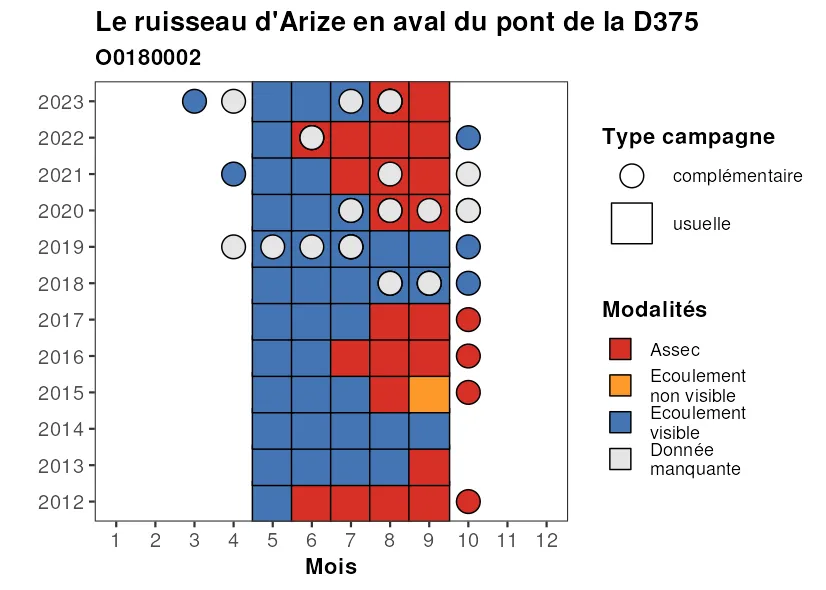 Le ruisseau d'Arize en aval du pont de la D375
O0180002
2023
2022
2021
2020
2019
2018
2017
2016
2015
2014
2013
2012
1 2 3 4 5 6 7 8 9 10 11 12
Mois
Type campagne
complémentaire
usuelle
Modalités
Assec
Ecoulement
non visible
Ecoulement
visible
Donnée
manquante